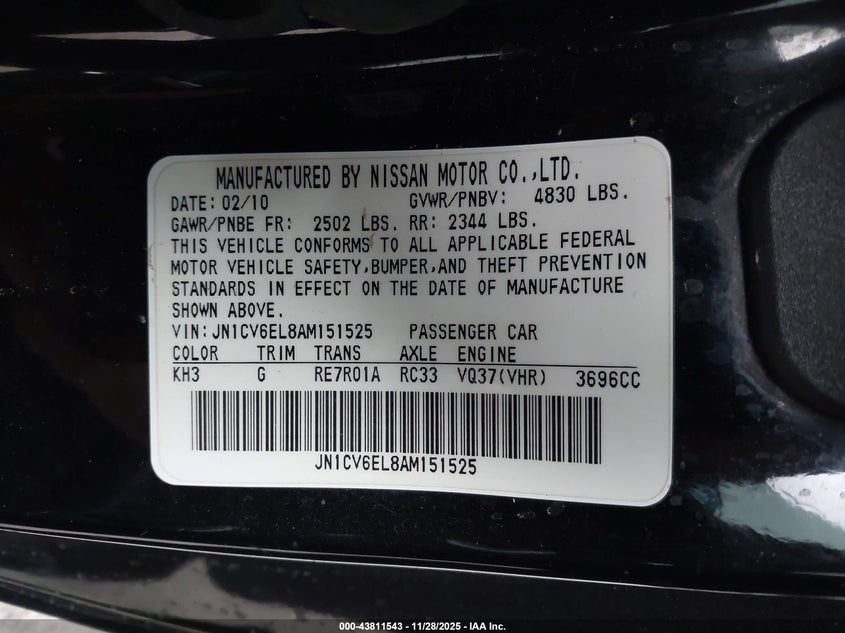 MANUFACTURED BY NISSAN MOTOR CO.,LTD.
DATE: 02/10 GVWR/PNBV: 4830 LBS.
GAWR/PNBE FR: 2502 LBS. RR: 2344 LBS.
THIS VEHICLE CONFORMS TO ALL APPLICABLE FEDERAL
MOTOR VEHICLE SAFETY,BUMPER,AND THEFT PREVENTION
STANDARDS IN EFFECT ON THE DATE OF MANUFACTURE
SHOWN ABOVE.
VIN:JN1CV6EL8AM151525 PASSENGER CAR
COLOR TRIM TRANS AXLE ENGINE
KH3 G RE7R01A RC33 VQ37(VHR) 3696CC
JN1CV6EL8AM151525
000-43811543 - 11/28/2025 - IAA Inc.